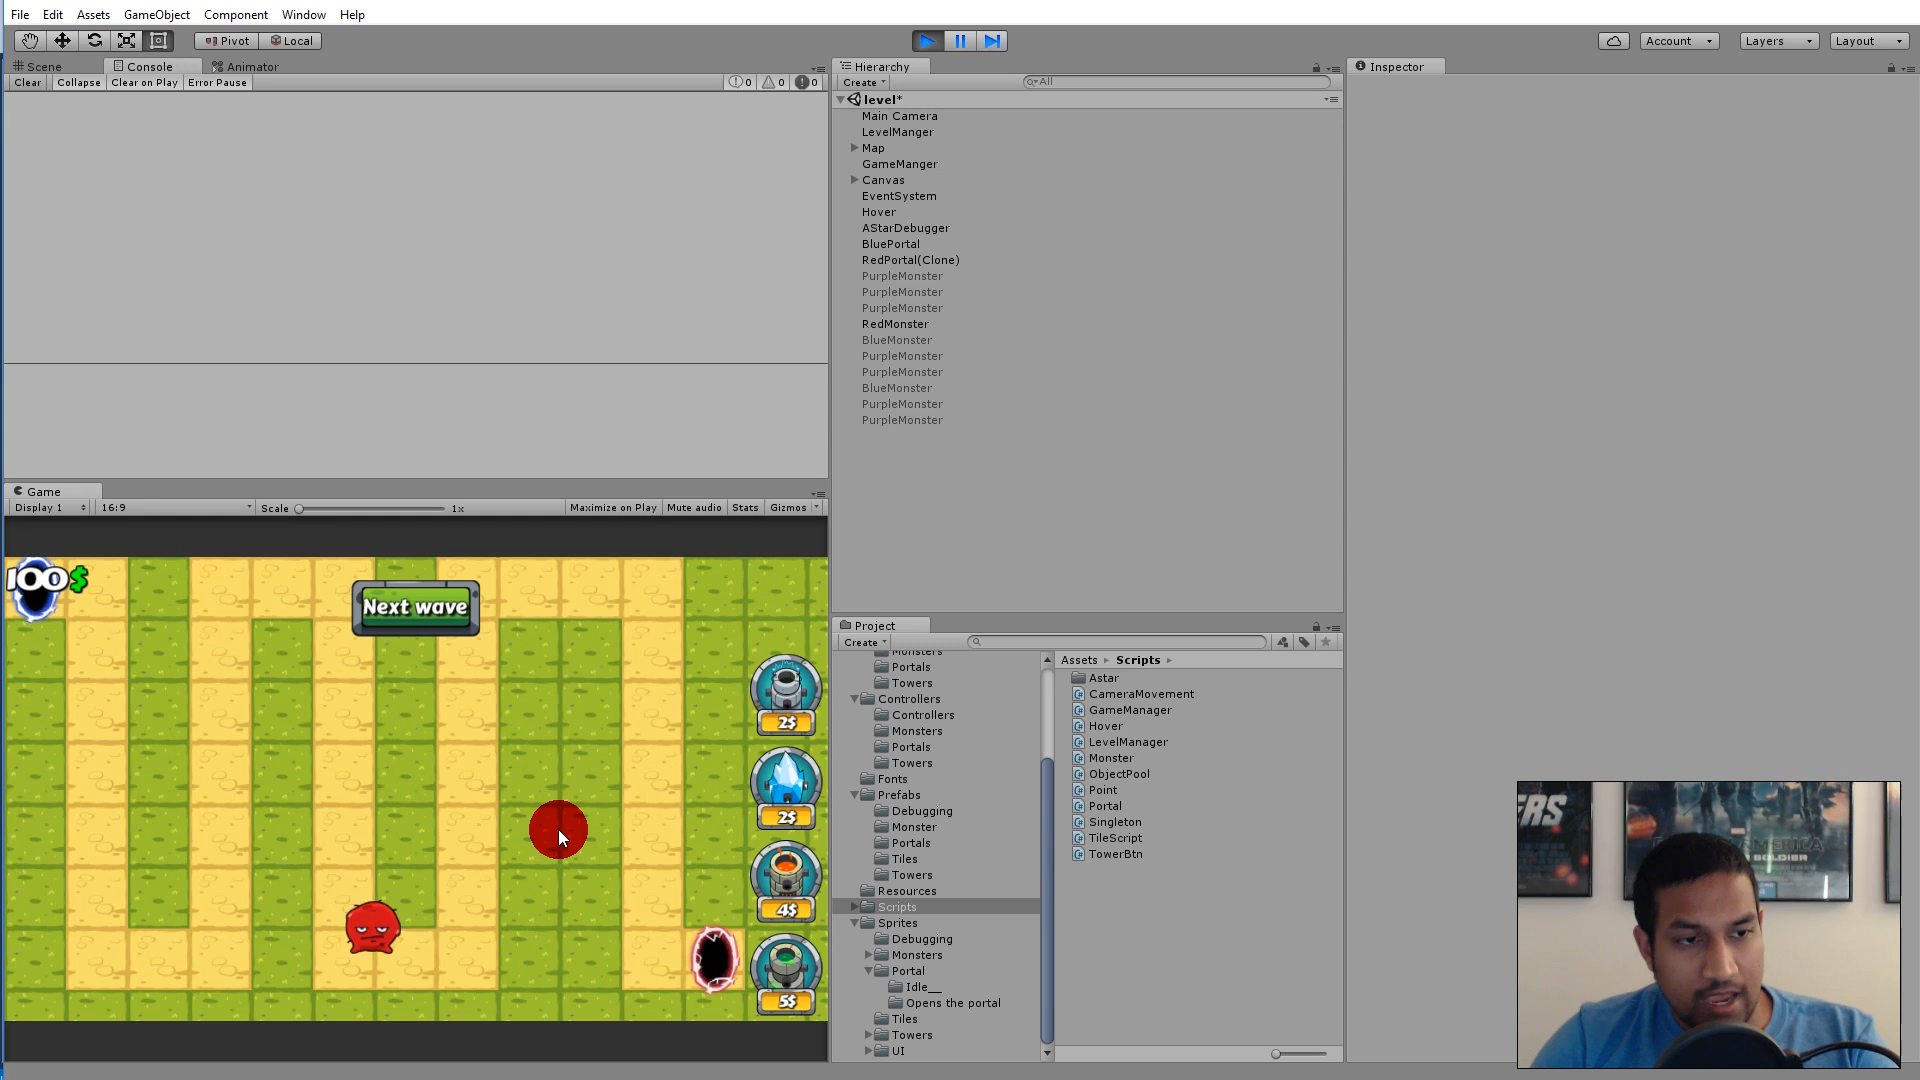 File Edit Assets GameObject Component Window Help
Pivot Local Account Layers Layout
Scene Console Animator
Clear Collapse Clear on Play Error Pause 0 0 0
Game
Display 1 16:9 Scale 1x Maximize on Play Mute audio Stats Gizmos
100$
Next wave
2$
2$
4$
5$
Hierarchy
Create All
level*
Main Camera
LevelManger
Map
GameManger
Canvas
EventSystem
Hover
AStarDebugger
BluePortal
RedPortal(Clone)
PurpleMonster
PurpleMonster
PurpleMonster
RedMonster
BlueMonster
PurpleMonster
PurpleMonster
BlueMonster
PurpleMonster
PurpleMonster
Project
Create
Monsters
Portals
Towers
Controllers
Controllers
Monsters
Portals
Towers
Fonts
Prefabs
Debugging
Monster
Portals
Tiles
Towers
Resources
Scripts
Sprites
Debugging
Monsters
Portal
Idle__
Opens the portal
Tiles
Towers
UI
Assets Scripts
Astar
CameraMovement
GameManager
Hover
LevelManager
Monster
ObjectPool
Point
Portal
Singleton
TileScript
TowerBtn
Inspector
ERS
SOLDIER